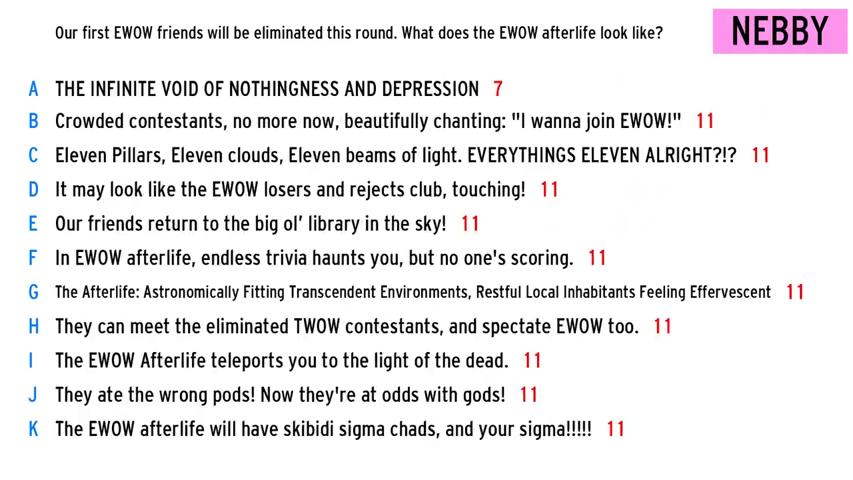 Our first EWOW friends will be eliminated this round. What does the EWOW afterlife look like?
NEBBY
A THE INFINITE VOID OF NOTHINGNESS AND DEPRESSION 7
B Crowded contestants, no more now, beautifully chanting: "I wanna join EWOW!" 11
C Eleven Pillars, Eleven clouds, Eleven beams of light. EVERYTHINGS ELEVEN ALRIGHT?!? 11
D It may look like the EWOW losers and rejects club, touching! 11
E Our friends return to the big ol’ library in the sky! 11
F In EWOW afterlife, endless trivia haunts you, but no one's scoring. 11
G The Afterlife: Astronomically Fitting Transcendent Environments, Restful Local Inhabitants Feeling Effervescent 11
H They can meet the eliminated TWOW contestants, and spectate EWOW too. 11
I The EWOW Afterlife teleports you to the light of the dead. 11
J They ate the wrong pods! Now they're at odds with gods! 11
K The EWOW afterlife will have skibidi sigma chads, and your sigma!!!!! 11